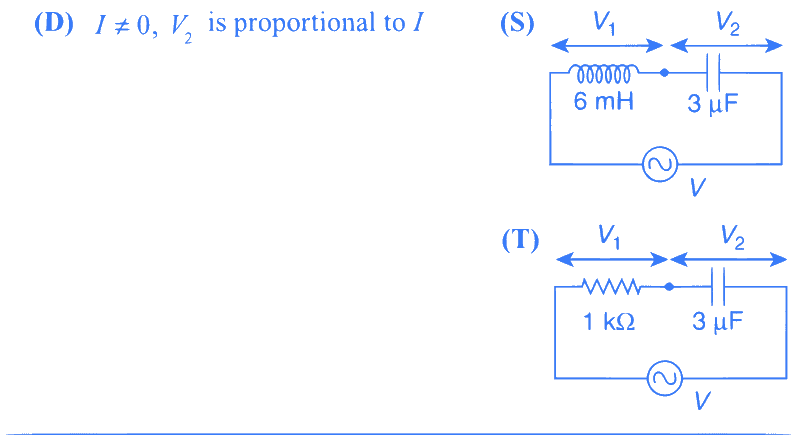 (D) I ≠ 0, V₂ is proportional to I
(S)
V₁ V₂
6 mH 3 μF
V
(T)
V₁ V₂
1 kΩ 3 μF
V